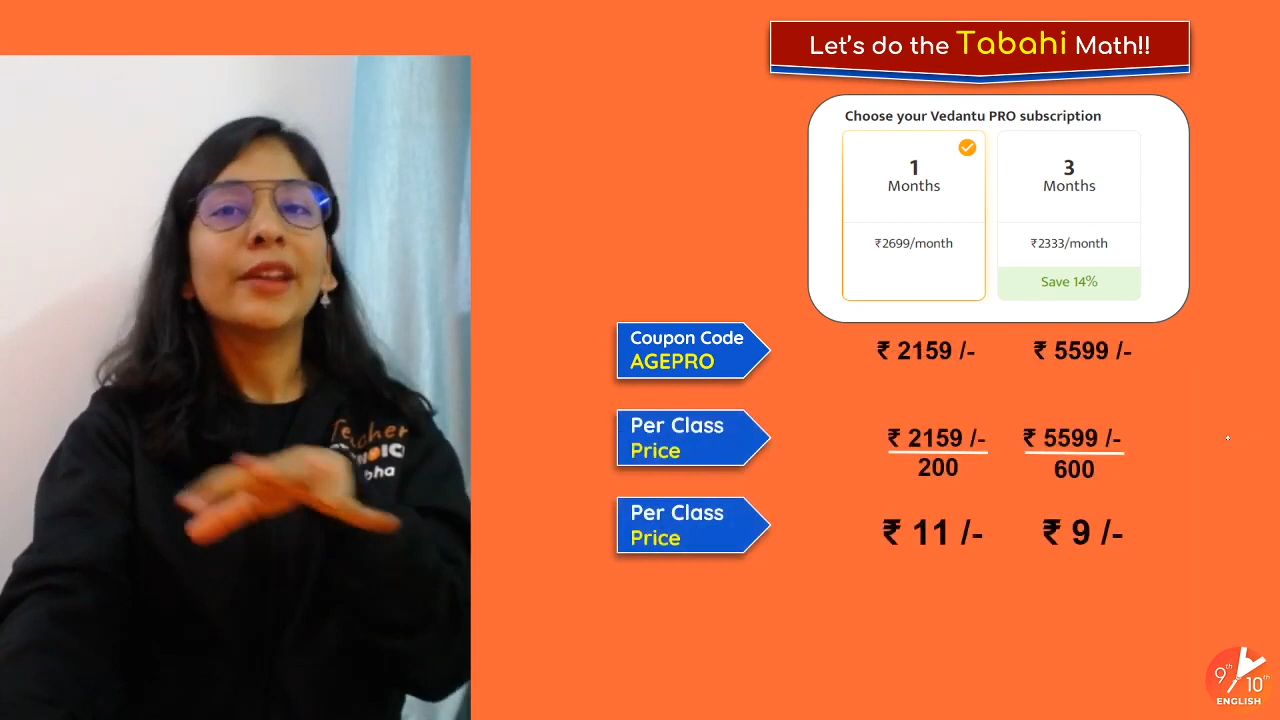 Let's do the Tabahi Math!!
Choose your Vedantu PRO subscription
1
Months
₹2699/month
3
Months
₹2333/month
Save 14%
Coupon Code
AGEPRO
₹ 2159 /-
₹ 5599 /-
Per Class
Price
₹ 2159 /-
200
₹ 5599 /-
600
Per Class
Price
₹ 11 /-
₹ 9 /-
Teacher
9th
10th
ENGLISH